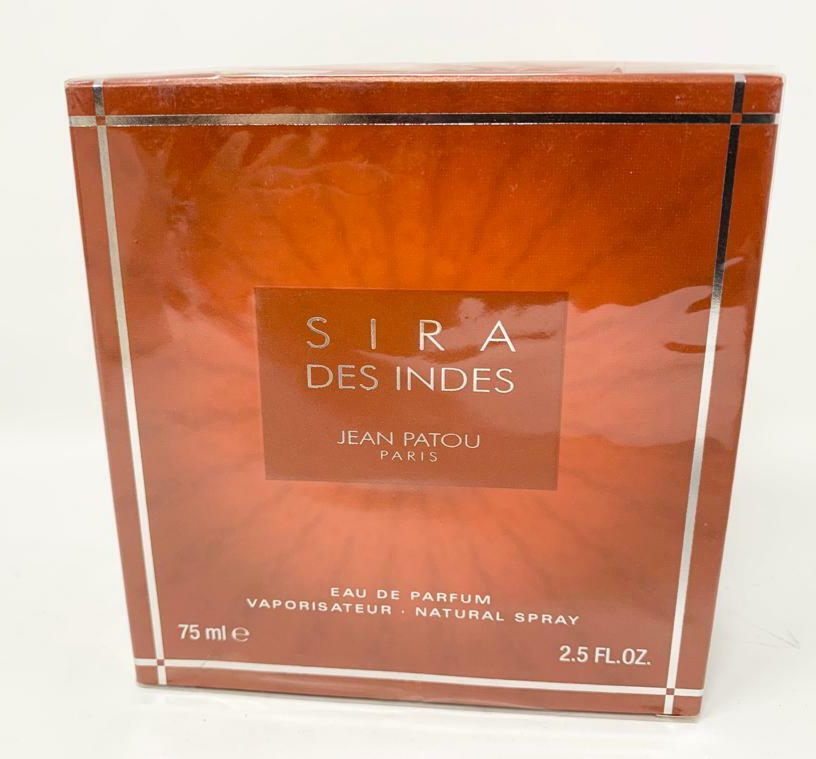 SIRA
DES INDES
JEAN PATOU
PARIS
EAU DE PARFUM
VAPORISATEUR · NATURAL SPRAY
75 ml ℮
2.5 FL.OZ.